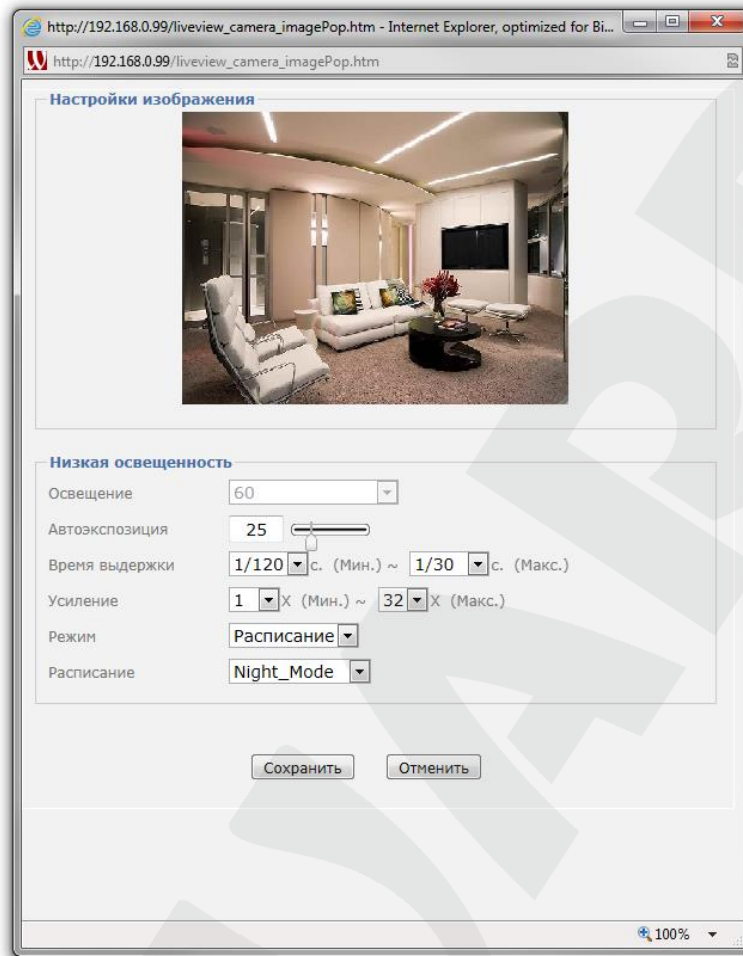 http://192.168.0.99/liveview_camera_imagePop.htm - Internet Explorer, optimized for Bi...
http://192.168.0.99/liveview_camera_imagePop.htm
Настройки изображения
Низкая освещенность
Освещение 60
Автоэкспозиция 25
Время выдержки 1/120 с. (Мин.) ~ 1/30 с. (Макс.)
Усиление 1 X (Мин.) ~ 32 X (Макс.)
Режим Расписание
Расписание Night_Mode
Сохранить Отменить
100%